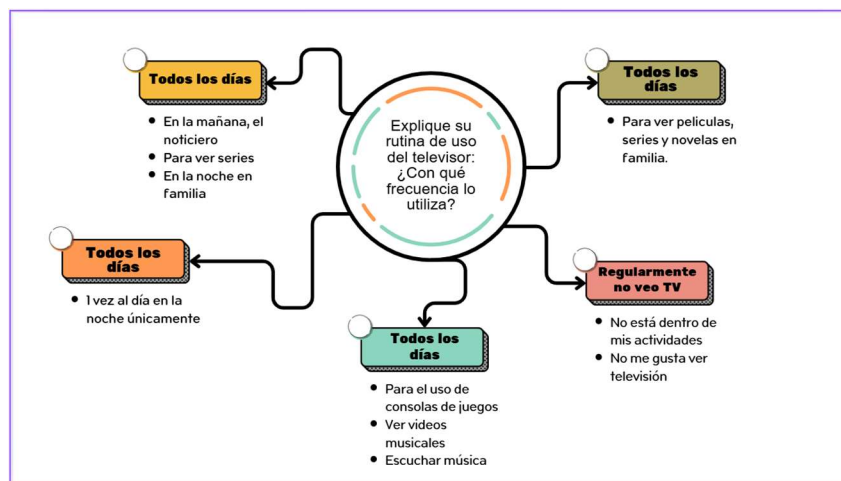 Explique su
rutina de uso
del televisor:
¿Con qué
frecuencia lo
utiliza?
Todos los días
• En la mañana, el
noticiero
• Para ver series
• En la noche en
familia
Todos los
días
• Para ver peliculas,
series y novelas en
familia.
Todos los
días
• 1 vez al día en la
noche únicamente
Regularmente
no veo TV
• No está dentro de
mis actividades
• No me gusta ver
televisión
Todos los
días
• Para el uso de
consolas de juegos
• Ver videos
musicales
• Escuchar música